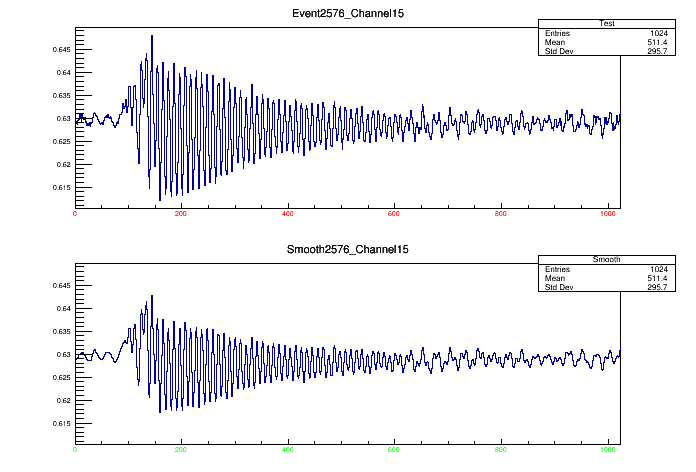 Event2576_Channel15
Test
Entries 1024
Mean 511.4
Std Dev 295.7
0.645
0.64
0.635
0.63
0.625
0.62
0.615
0 200 400 600 800 1000
Smooth2576_Channel15
Smooth
Entries 1024
Mean 511.4
Std Dev 295.7
0.645
0.64
0.635
0.63
0.625
0.62
0.615
0 200 400 600 800 1000